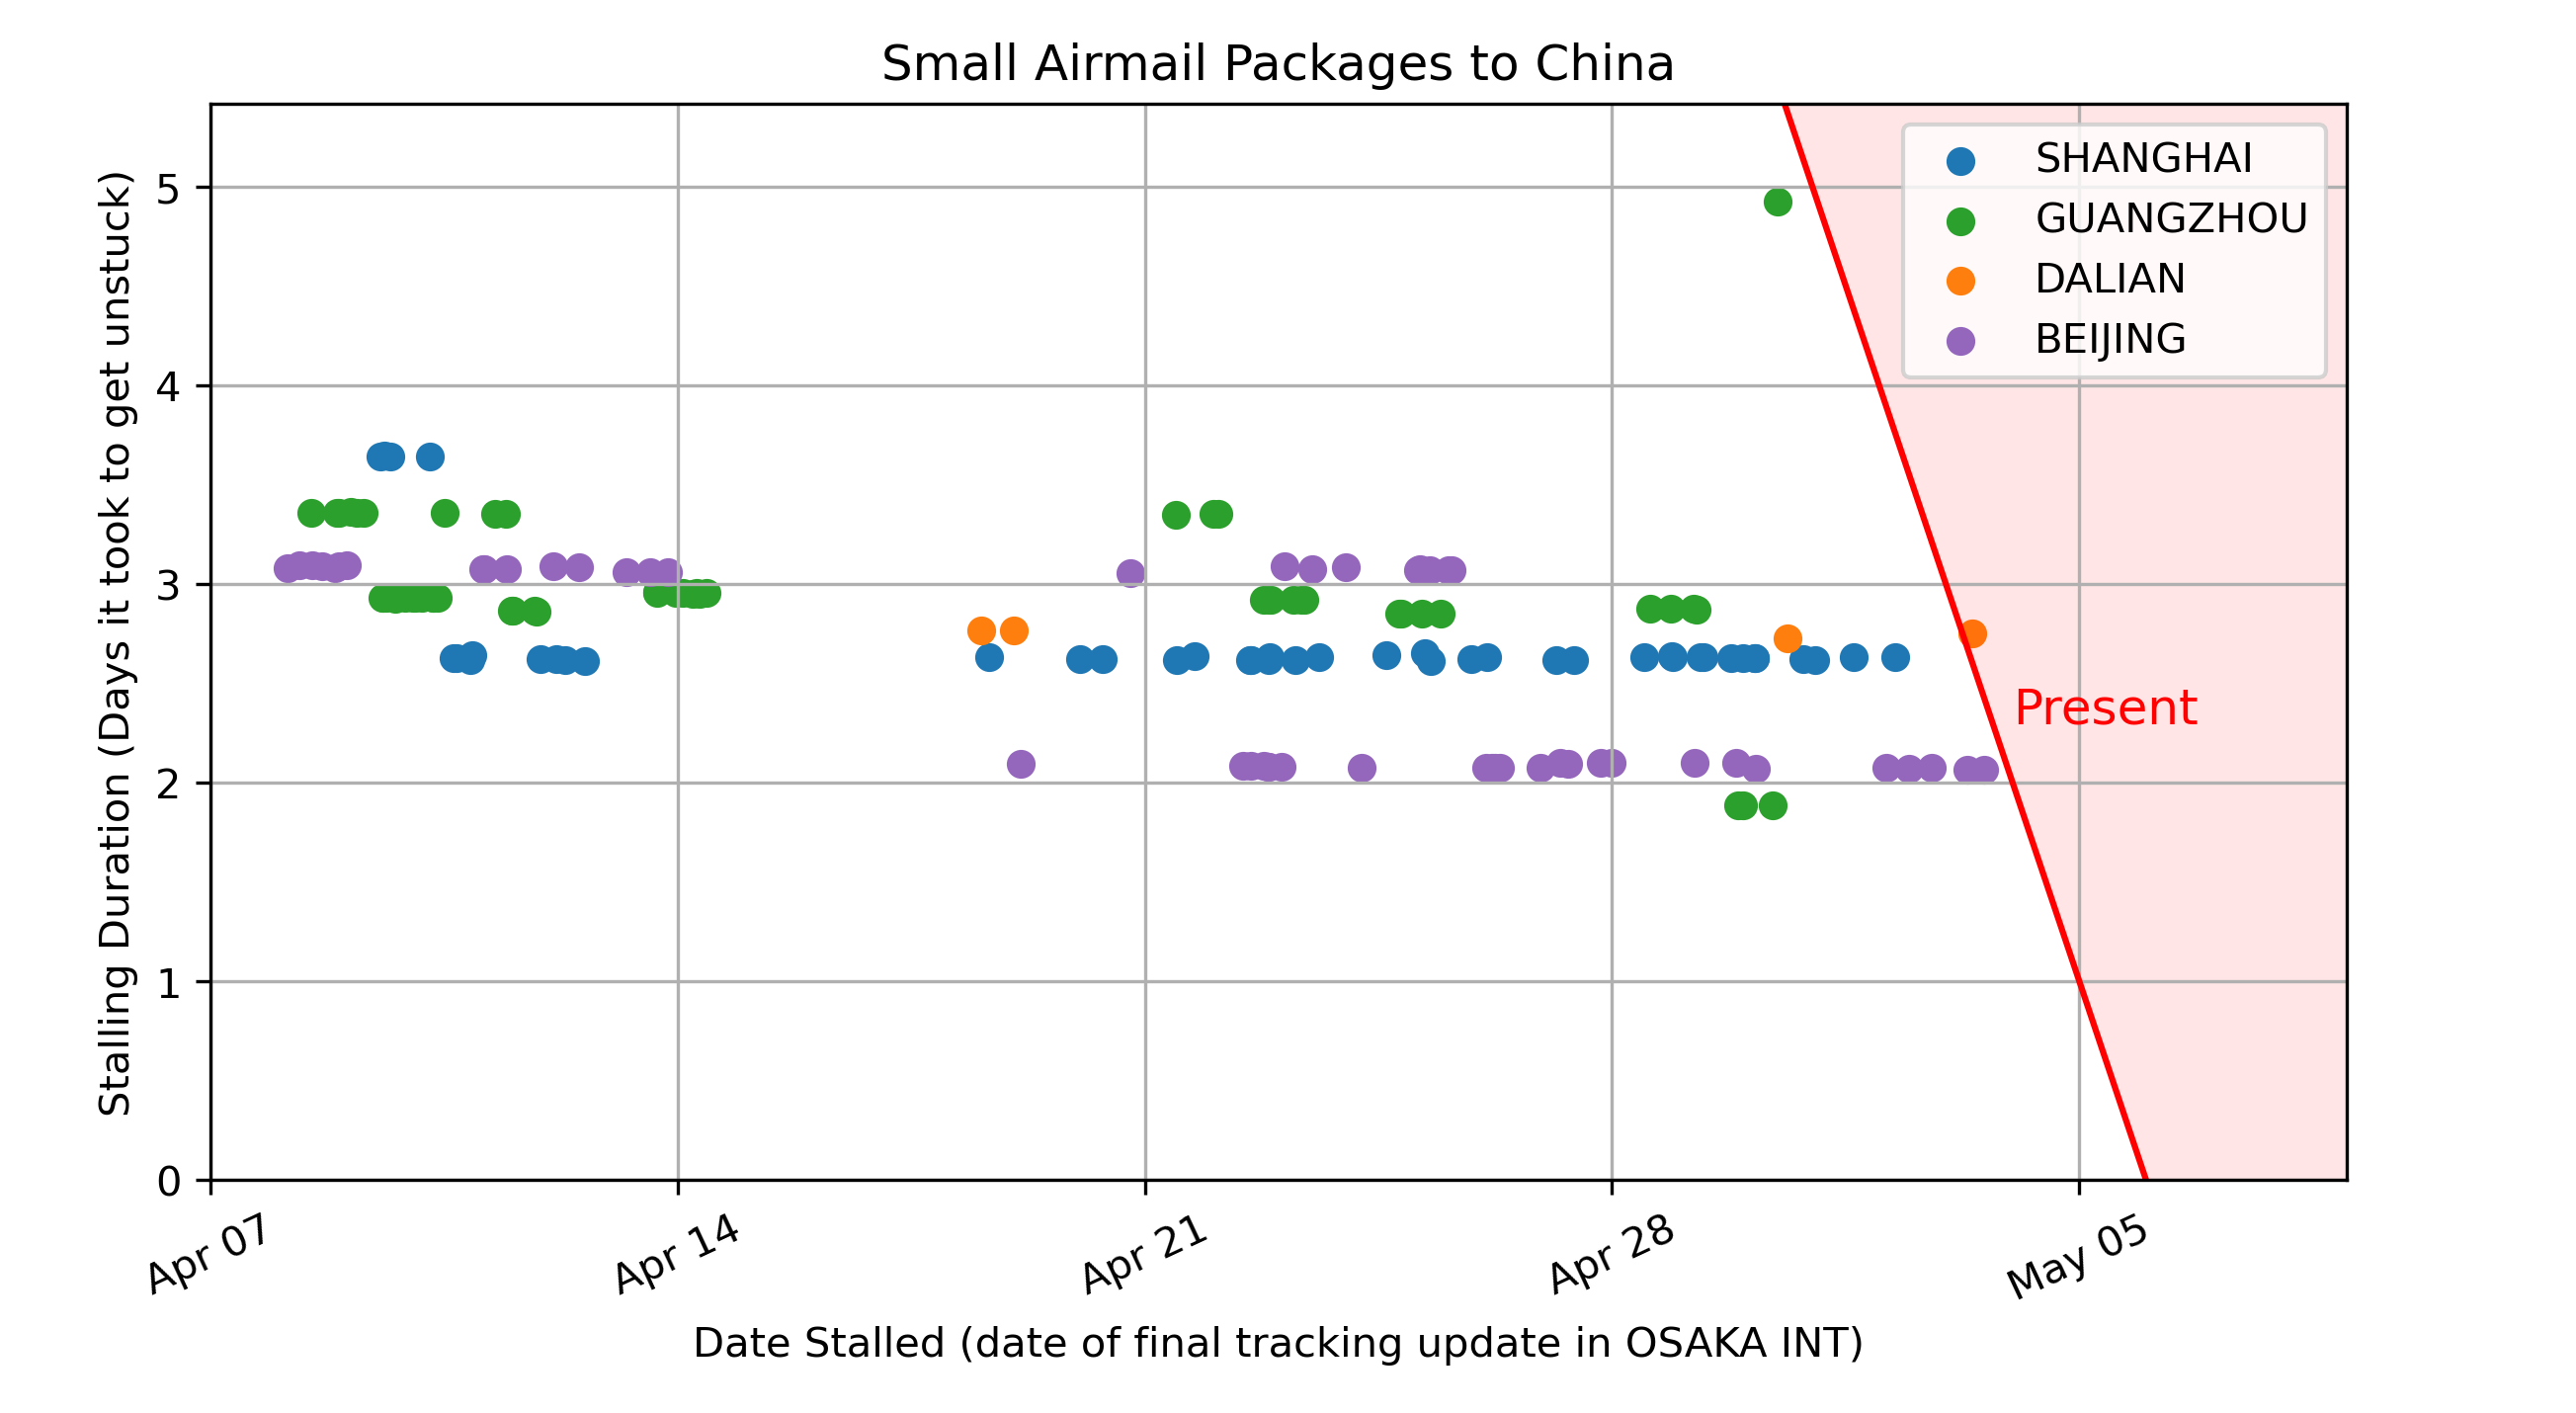 Small Airmail Packages to China
Stalling Duration (Days it took to get unstuck)
5
4
3
2
1
0
SHANGHAI
GUANGZHOU
DALIAN
BEIJING
Present
Apr 07
Apr 14
Apr 21
Apr 28
May 05
Date Stalled (date of final tracking update in OSAKA INT)